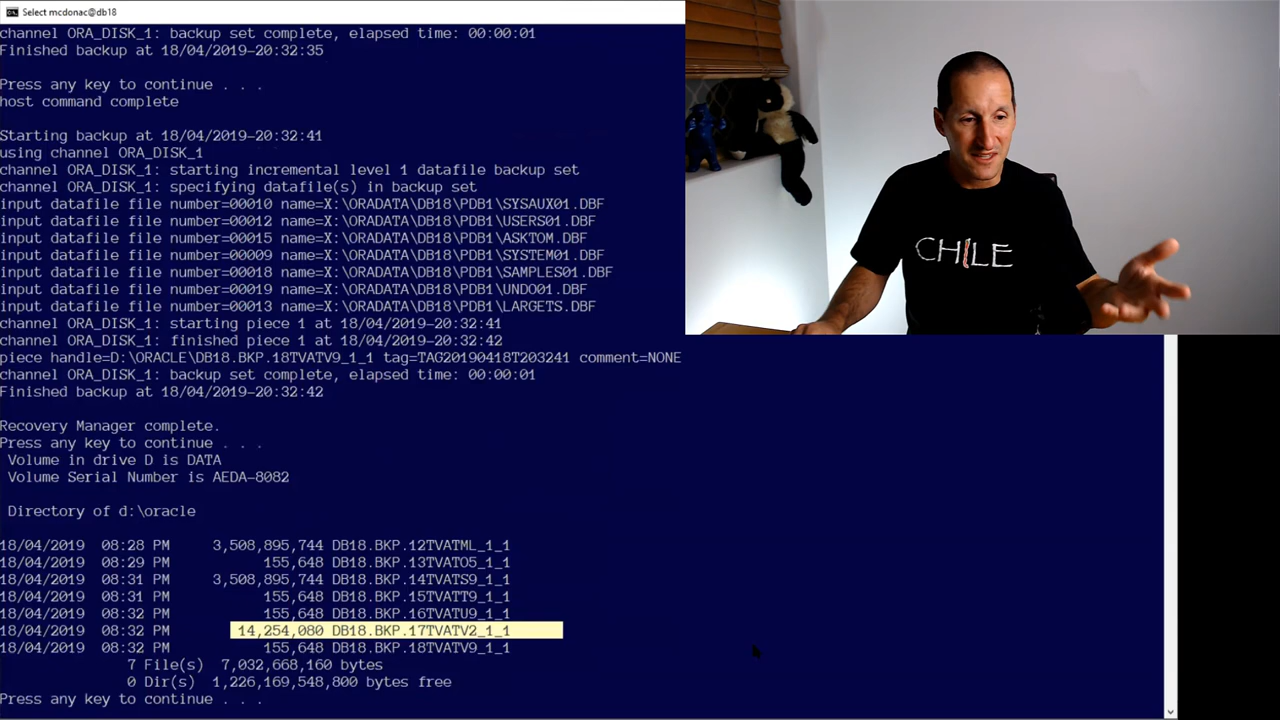 Select mcdonac@db18
channel ORA_DISK_1: backup set complete, elapsed time: 00:00:01
Finished backup at 18/04/2019-20:32:35
Press any key to continue . . .
host command complete
Starting backup at 18/04/2019-20:32:41
using channel ORA_DISK_1
channel ORA_DISK_1: starting incremental level 1 datafile backup set
channel ORA_DISK_1: specifying datafile(s) in backup set
input datafile file number=00010 name=X:\ORADATA\DB18\PDB1\SYSAUX01.DBF
input datafile file number=00012 name=X:\ORADATA\DB18\PDB1\USERS01.DBF
input datafile file number=00015 name=X:\ORADATA\DB18\PDB1\ASKTOM.DBF
input datafile file number=00009 name=X:\ORADATA\DB18\PDB1\SYSTEM01.DBF
input datafile file number=00018 name=X:\ORADATA\DB18\PDB1\SAMPLES01.DBF
input datafile file number=00019 name=X:\ORADATA\DB18\PDB1\UNDO01.DBF
input datafile file number=00013 name=X:\ORADATA\DB18\PDB1\LARGETS.DBF
channel ORA_DISK_1: starting piece 1 at 18/04/2019-20:32:41
channel ORA_DISK_1: finished piece 1 at 18/04/2019-20:32:42
piece handle=D:\ORACLE\DB18.BKP.18TVATV9_1_1 tag=TAG20190418T203241 comment=NONE
channel ORA_DISK_1: backup set complete, elapsed time: 00:00:01
Finished backup at 18/04/2019-20:32:42
Recovery Manager complete.
Press any key to continue . . .
Volume in drive D is DATA
Volume Serial Number is AEDA-8082
Directory of d:\oracle
18/04/2019 08:28 PM 3,508,895,744 DB18.BKP.12TVATML_1_1
18/04/2019 08:29 PM 155,648 DB18.BKP.13TVATO5_1_1
18/04/2019 08:31 PM 3,508,895,744 DB18.BKP.14TVATS9_1_1
18/04/2019 08:31 PM 155,648 DB18.BKP.15TVATT9_1_1
18/04/2019 08:32 PM 155,648 DB18.BKP.16TVATU9_1_1
18/04/2019 08:32 PM 14,254,080 DB18.BKP.17TVATV2_1_1
18/04/2019 08:32 PM 155,648 DB18.BKP.18TVATV9_1_1
7 File(s) 7,032,668,160 bytes
0 Dir(s) 1,226,169,548,800 bytes free
Press any key to continue . . .
CHILE